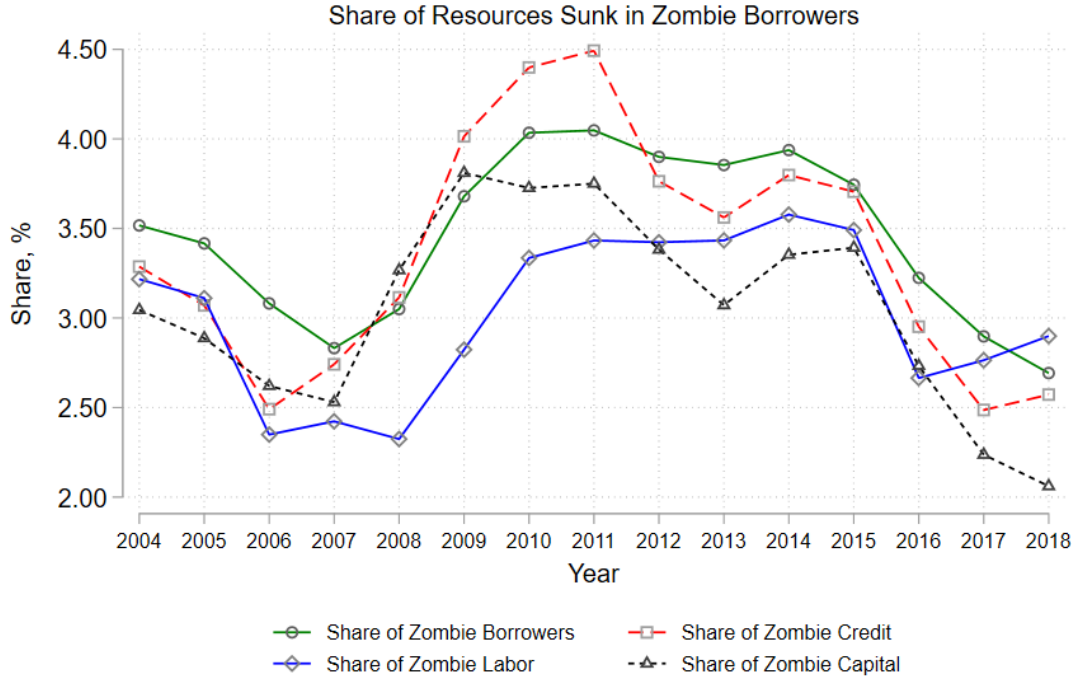 Share of Resources Sunk in Zombie Borrowers
4.50
4.00
3.50
3.00
2.50
2.00
Share, %
2004 2005 2006 2007 2008 2009 2010 2011 2012 2013 2014 2015 2016 2017 2018
Year
Share of Zombie Borrowers Share of Zombie Credit
Share of Zombie Labor Share of Zombie Capital